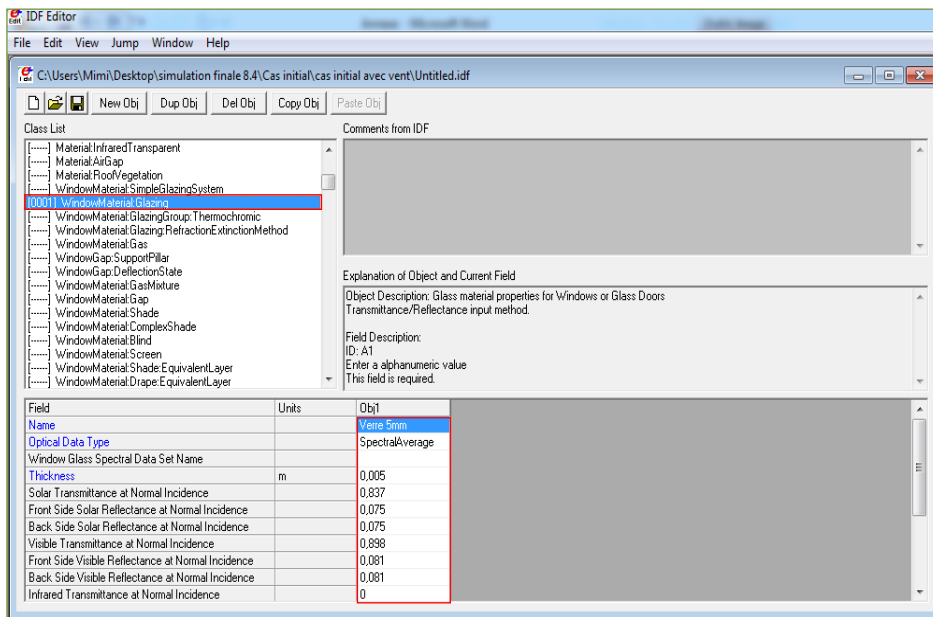 IDF Editor
File Edit View Jump Window Help
C:\Users\Mimi\Desktop\simulation finale 8.4\Cas initial\cas initial avec vent\Untitled.idf
New Obj Dup Obj Del Obj Copy Obj Paste Obj
Class List
[------] Material:InfraredTransparent
[------] Material:AirGap
[------] Material:RoofVegetation
[------] WindowMaterial:SimpleGlazingSystem
[0001] WindowMaterial:Glazing
[------] WindowMaterial:GlazingGroup:Thermochromic
[------] WindowMaterial:Glazing:RefractionExtinctionMethod
[------] WindowMaterial:Gas
[------] WindowGap:SupportPillar
[------] WindowGap:DeflectionState
[------] WindowMaterial:GasMixture
[------] WindowMaterial:Gap
[------] WindowMaterial:Shade
[------] WindowMaterial:ComplexShade
[------] WindowMaterial:Blind
[------] WindowMaterial:Screen
[------] WindowMaterial:Shade:EquivalentLayer
[------] WindowMaterial:Drape:EquivalentLayer
Comments from IDF
Explanation of Object and Current Field
Object Description: Glass material properties for Windows or Glass Doors
Transmittance/Reflectance input method.
Field Description:
ID: A1
Enter a alphanumeric value
This field is required.
Field Units Obj1
Name Verre 5mm
Optical Data Type SpectralAverage
Window Glass Spectral Data Set Name
Thickness m 0,005
Solar Transmittance at Normal Incidence 0,837
Front Side Solar Reflectance at Normal Incidence 0,075
Back Side Solar Reflectance at Normal Incidence 0,075
Visible Transmittance at Normal Incidence 0,898
Front Side Visible Reflectance at Normal Incidence 0,081
Back Side Visible Reflectance at Normal Incidence 0,081
Infrared Transmittance at Normal Incidence 0